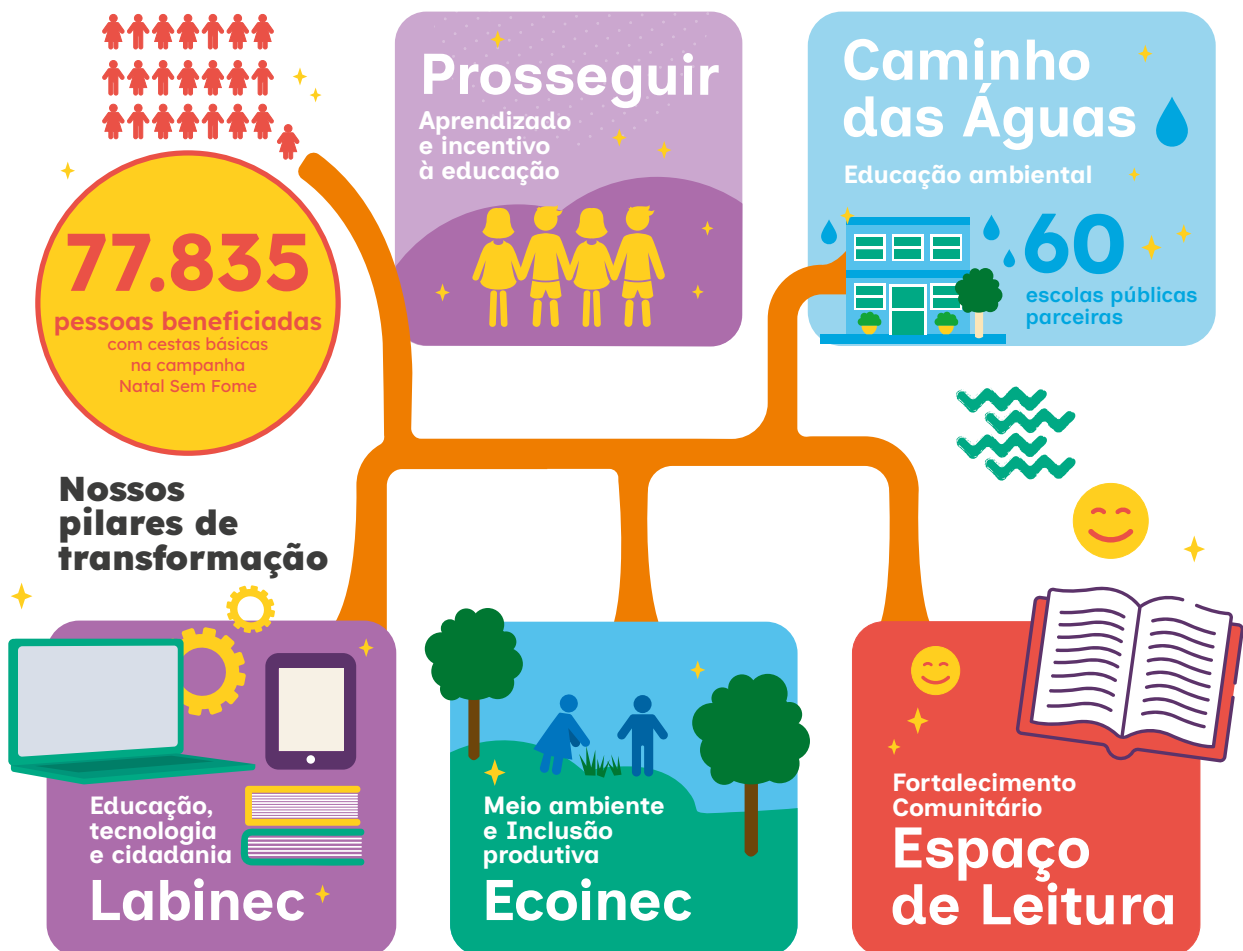 Prosseguir
Aprendizado
e incentivo
à educação
Caminho
das Águas
Educação ambiental
60
escolas públicas
parceiras
77.835
pessoas beneficiadas
com cestas básicas
na campanha
Natal Sem Fome
Nossos
pilares de
transformação
Educação,
tecnologia
e cidadania
Labinec
Meio ambiente
e Inclusão
produtiva
Ecoinec
Fortalecimento
Comunitário
Espaço
de Leitura